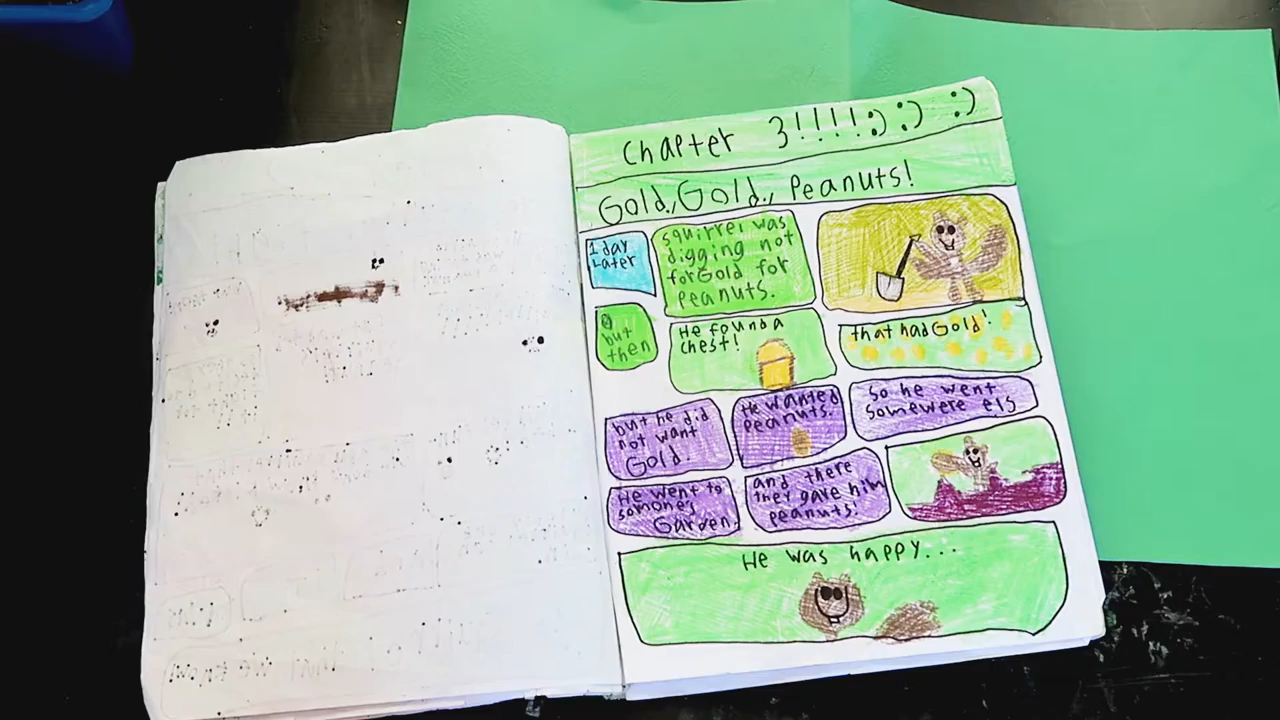 Chapter 3!!!!:) :) :)
Gold,Gold, Peanuts!
1 day
Later
squirrel was
digging not
for Gold for
Peanuts.
but
then
He found a
chest!
that had Gold!
but he did
not want
Gold.
He wanted
peanuts.
so he went
somewere els
He went to
somone's
Garden.
and there
they gave him
peanuts!
He was happy...